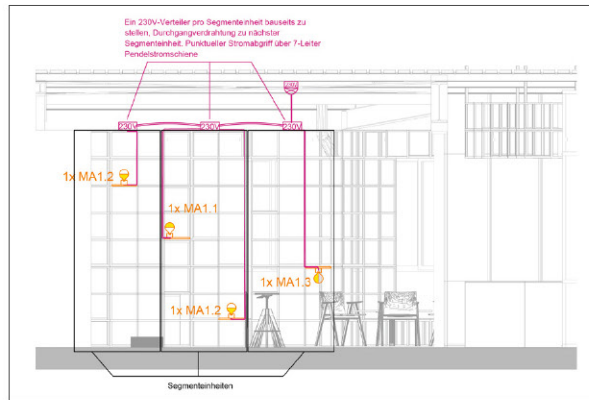 Ein 230V-Verteiler pro Segmenteinheit bauseits zu
stellen, Durchgangverdrahtung zu nächster
Segmenteinheit. Punktueller Stromabgriff über 7-Leiter
Pendelstromschiene
230V
230V
230V
1x MA1.2
1x MA1.1
1x MA1.3
1x MA1.2
Segmenteinheiten